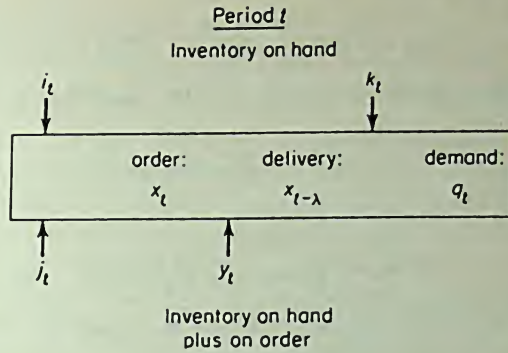 Period t
Inventory on hand
i_t k_t
order: delivery: demand:
x_t x_{t-λ} q_t
j_t y_t
Inventory on hand
plus on order